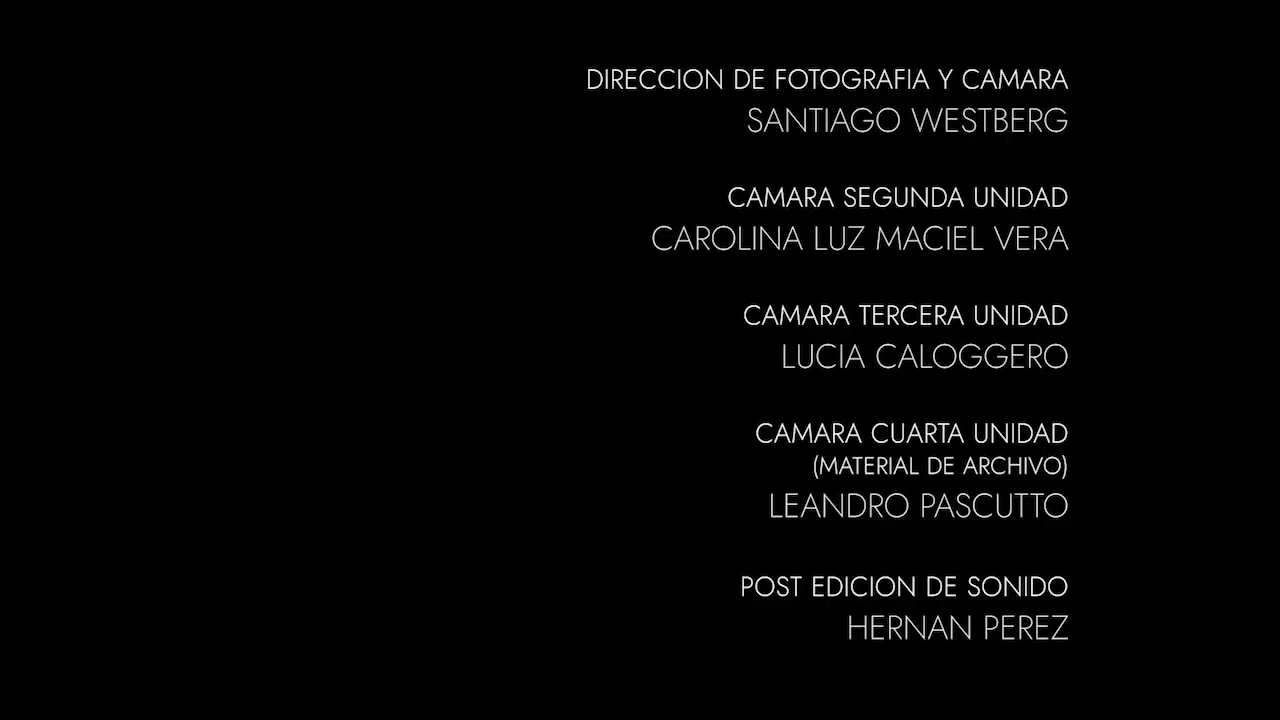 DIRECCION DE FOTOGRAFIA Y CAMARA
SANTIAGO WESTBERG
CAMARA SEGUNDA UNIDAD
CAROLINA LUZ MACIEL VERA
CAMARA TERCERA UNIDAD
LUCIA CALOGGERO
CAMARA CUARTA UNIDAD
(MATERIAL DE ARCHIVO)
LEANDRO PASCUTTO
POST EDICION DE SONIDO
HERNAN PEREZ